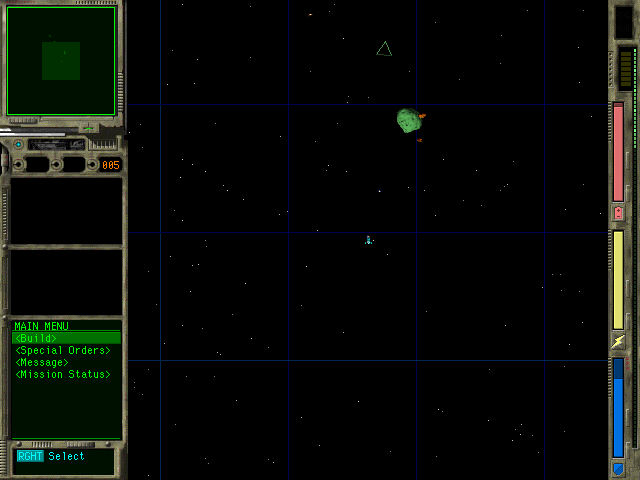 005
MAIN MENU
<Build>
<Special Orders>
<Message>
<Mission Status>
RGHT Select